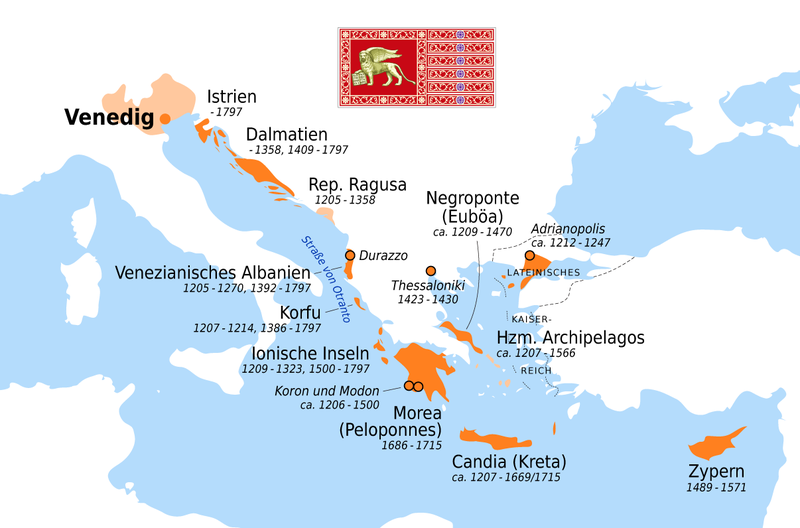 Istrien
- 1797
Venedig
Dalmatien
- 1358, 1409 - 1797
Rep. Ragusa
1205 - 1358
Negroponte
(Euböa)
ca. 1209 - 1470
Adrianopolis
ca. 1212 - 1247
Straße von Otranto
Durazzo
Venezianisches Albanien
1205 - 1270, 1392 - 1797
Thessaloniki
1423 - 1430
LATEINISCHES
KAISER-
REICH
Korfu
1207 - 1214, 1386 - 1797
Hzm. Archipelagos
ca. 1207 - 1566
Ionische Inseln
1209 - 1323, 1500 - 1797
Koron und Modon
ca. 1206 - 1500
Morea
(Peloponnes)
1686 - 1715
Candia (Kreta)
ca. 1207 - 1669/1715
Zypern
1489 - 1571